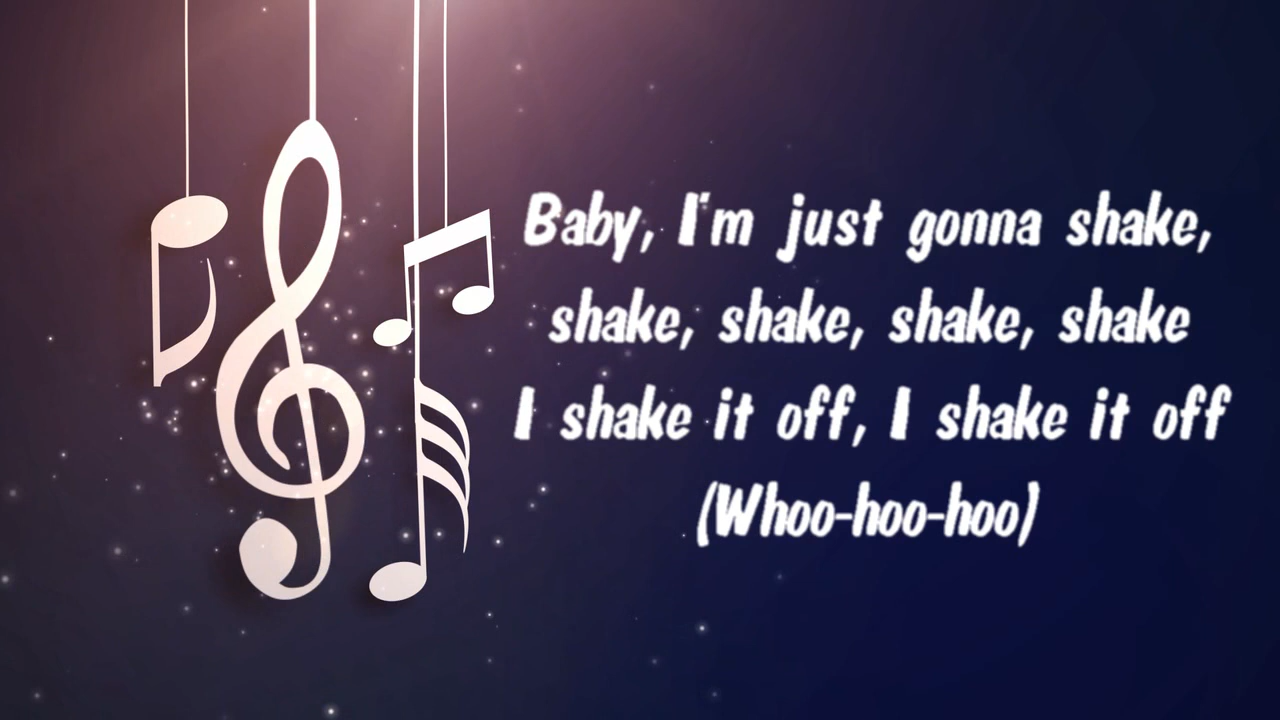 Baby, I'm just gonna shake,
shake, shake, shake, shake
I shake it off, I shake it off
(Whoo-hoo-hoo)